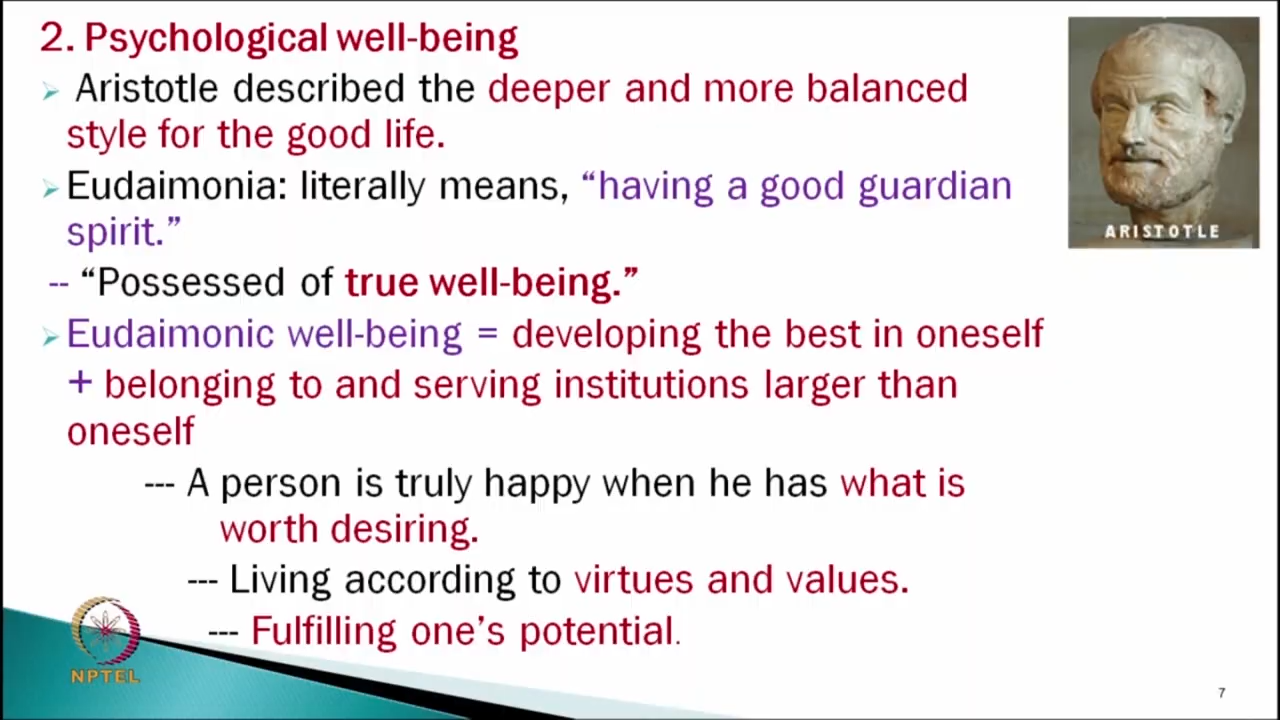 2. Psychological well-being
➢ Aristotle described the deeper and more balanced
style for the good life.
➢ Eudaimonia: literally means, “having a good guardian
spirit.”
-- “Possessed of true well-being.”
➢ Eudaimonic well-being = developing the best in oneself
+ belonging to and serving institutions larger than
oneself
--- A person is truly happy when he has what is
worth desiring.
--- Living according to virtues and values.
--- Fulfilling one’s potential.
ARISTOTLE
NPTEL
7